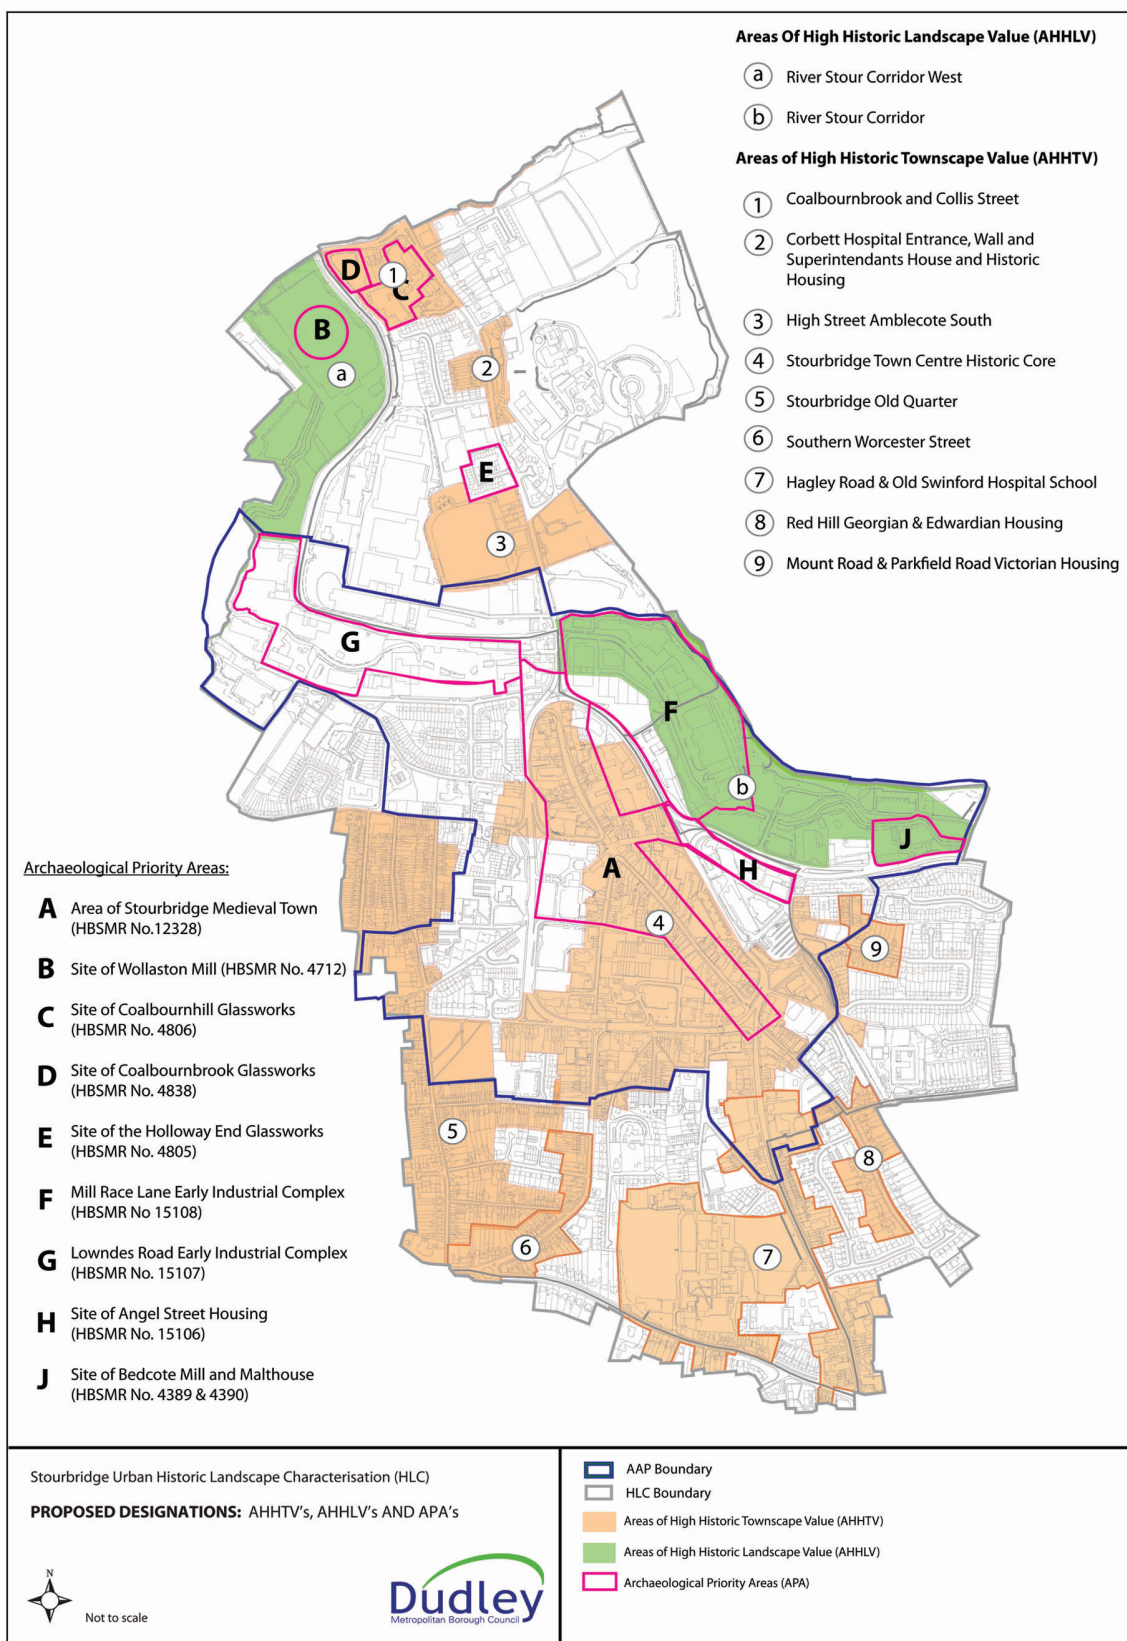 Areas Of High Historic Landscape Value (AHHLV)
a River Stour Corridor West
b River Stour Corridor
Areas of High Historic Townscape Value (AHHTV)
1 Coalbournbrook and Collis Street
2 Corbett Hospital Entrance, Wall and
Superintendants House and Historic
Housing
3 High Street Amblecote South
4 Stourbridge Town Centre Historic Core
5 Stourbridge Old Quarter
6 Southern Worcester Street
7 Hagley Road & Old Swinford Hospital School
8 Red Hill Georgian & Edwardian Housing
9 Mount Road & Parkfield Road Victorian Housing
D
1
C
B
a
2
E
3
G
F
b
J
H
A
4
9
5
8
6
7
Archaeological Priority Areas:
A Area of Stourbridge Medieval Town
(HBSMR No.12328)
B Site of Wollaston Mill (HBSMR No. 4712)
C Site of Coalbournhill Glassworks
(HBSMR No. 4806)
D Site of Coalbournbrook Glassworks
(HBSMR No. 4838)
E Site of the Holloway End Glassworks
(HBSMR No. 4805)
F Mill Race Lane Early Industrial Complex
(HBSMR No 15108)
G Lowndes Road Early Industrial Complex
(HBSMR No. 15107)
H Site of Angel Street Housing
(HBSMR No. 15106)
J Site of Bedcote Mill and Malthouse
(HBSMR No. 4389 & 4390)
Stourbridge Urban Historic Landscape Characterisation (HLC)
PROPOSED DESIGNATIONS: AHHTV's, AHHLV's AND APA's
N
Not to scale
Dudley
Metropolitan Borough Council
AAP Boundary
HLC Boundary
Areas of High Historic Townscape Value (AHHTV)
Areas of High Historic Landscape Value (AHHLV)
Archaeological Priority Areas (APA)